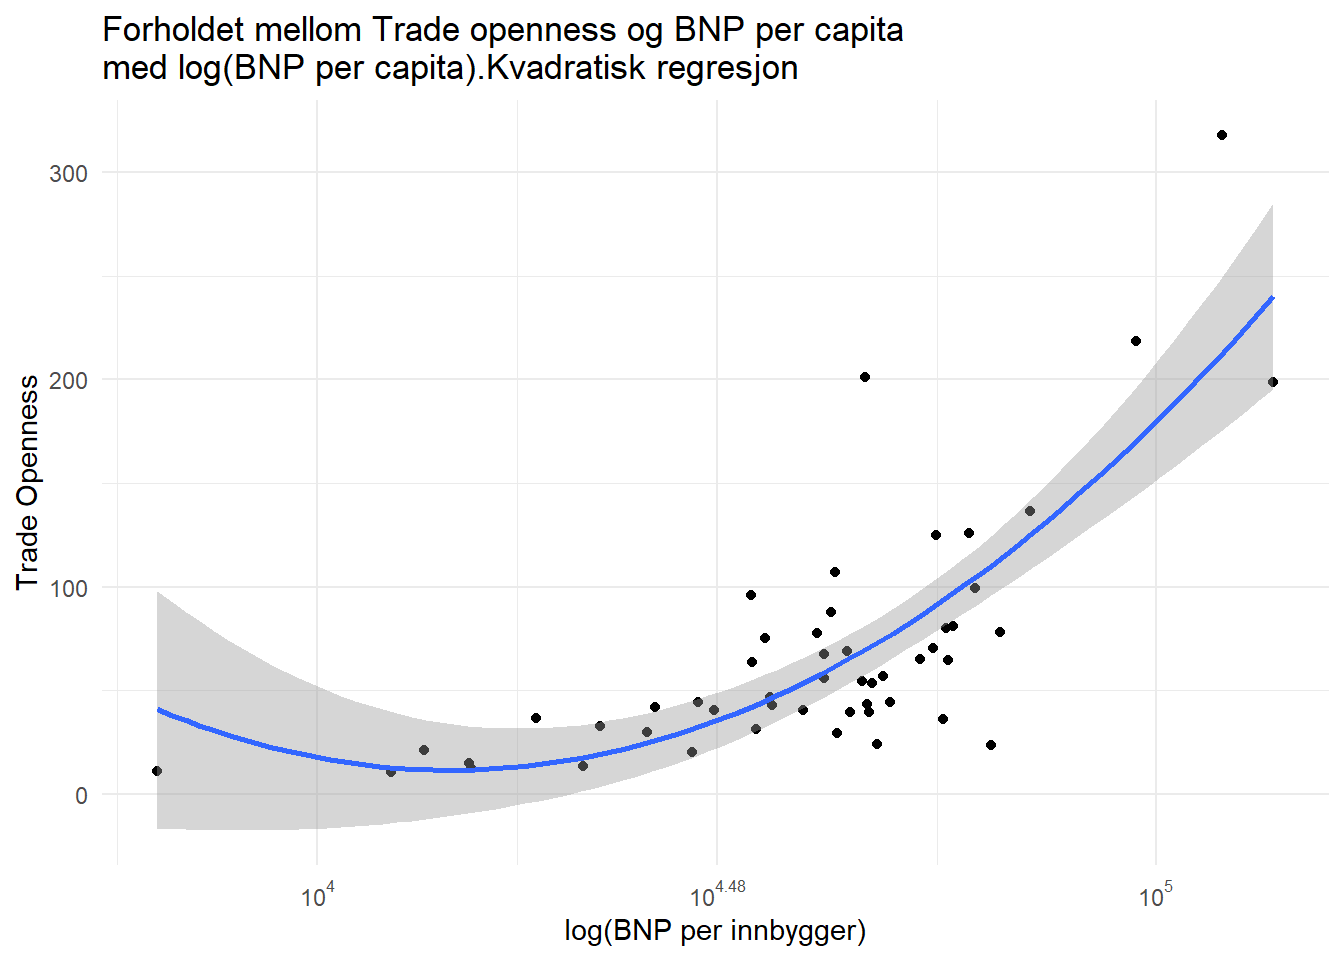 Forholdet mellom Trade openness og BNP per capita
med log(BNP per capita).Kvadratisk regresjon
Trade Openness
300
200
100
0
10^4
10^4.48
10^5
log(BNP per innbygger)